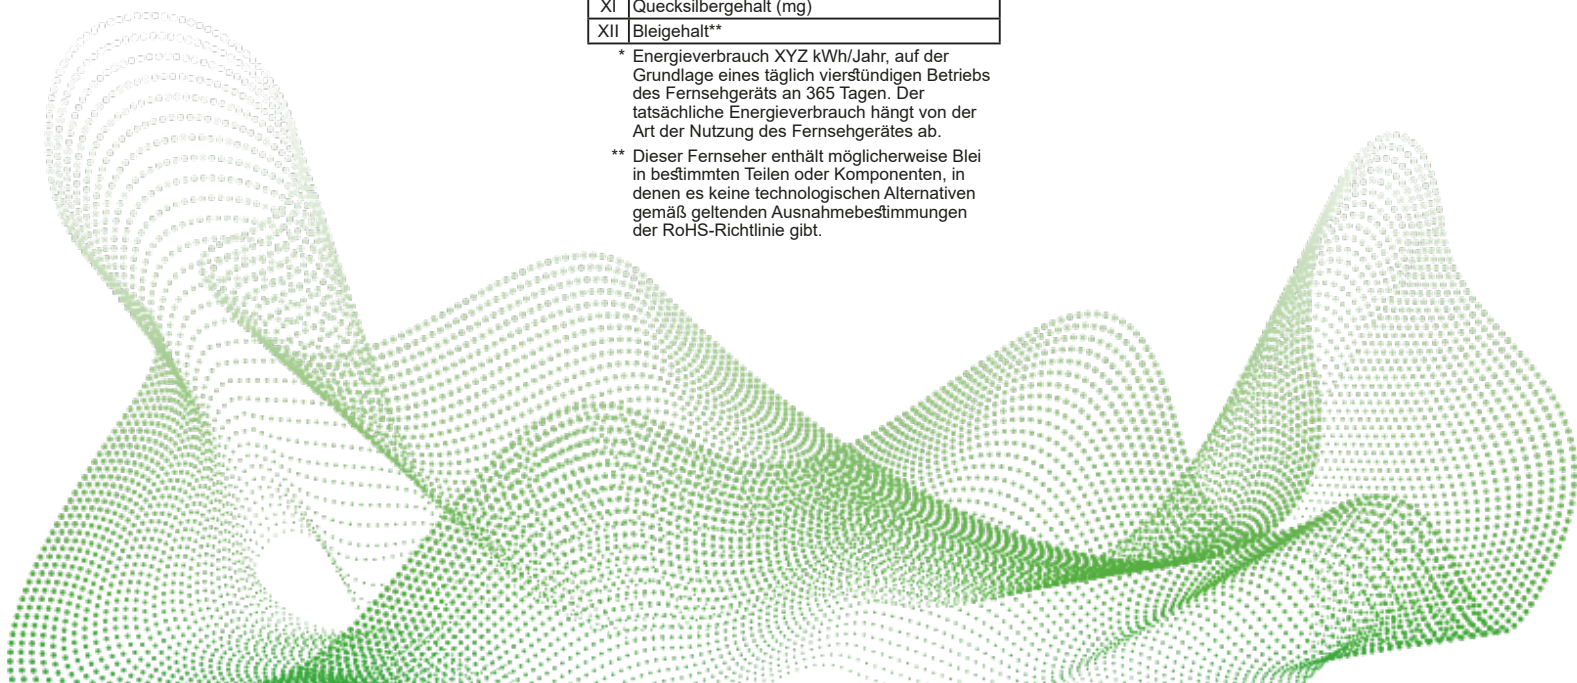 XI Quecksilbergehalt (mg)
XII Bleigehalt**
* Energieverbrauch XYZ kWh/Jahr, auf der
Grundlage eines täglich vierstündigen Betriebs
des Fernsehgeräts an 365 Tagen. Der
tatsächliche Energieverbrauch hängt von der
Art der Nutzung des Fernsehgerätes ab.
** Dieser Fernseher enthält möglicherweise Blei
in bestimmten Teilen oder Komponenten, in
denen es keine technologischen Alternativen
gemäß geltenden Ausnahmebestimmungen
der RoHS-Richtlinie gibt.